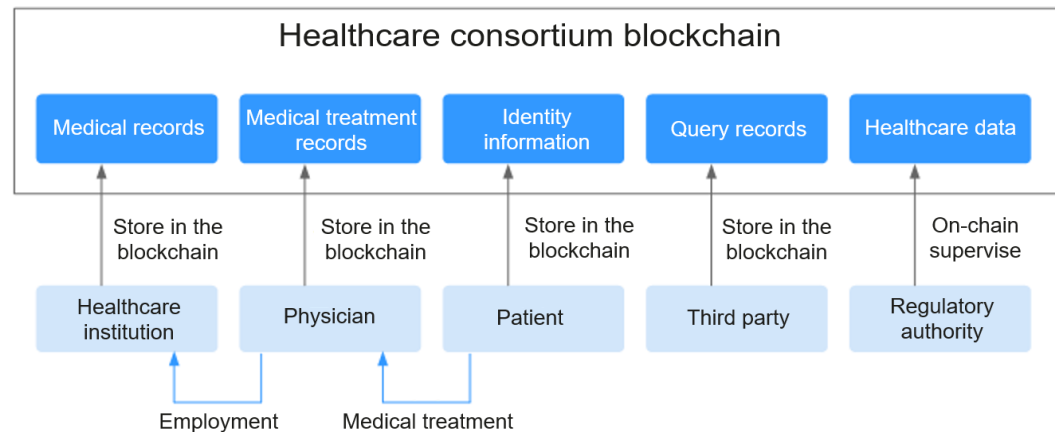 Healthcare consortium blockchain
Medical records
Medical treatment
records
Identity
information
Query records
Healthcare data
Store in the
blockchain
Store in the
blockchain
Store in the
blockchain
Store in the
blockchain
On-chain
supervise
Healthcare
institution
Physician
Patient
Third party
Regulatory
authority
Employment
Medical treatment